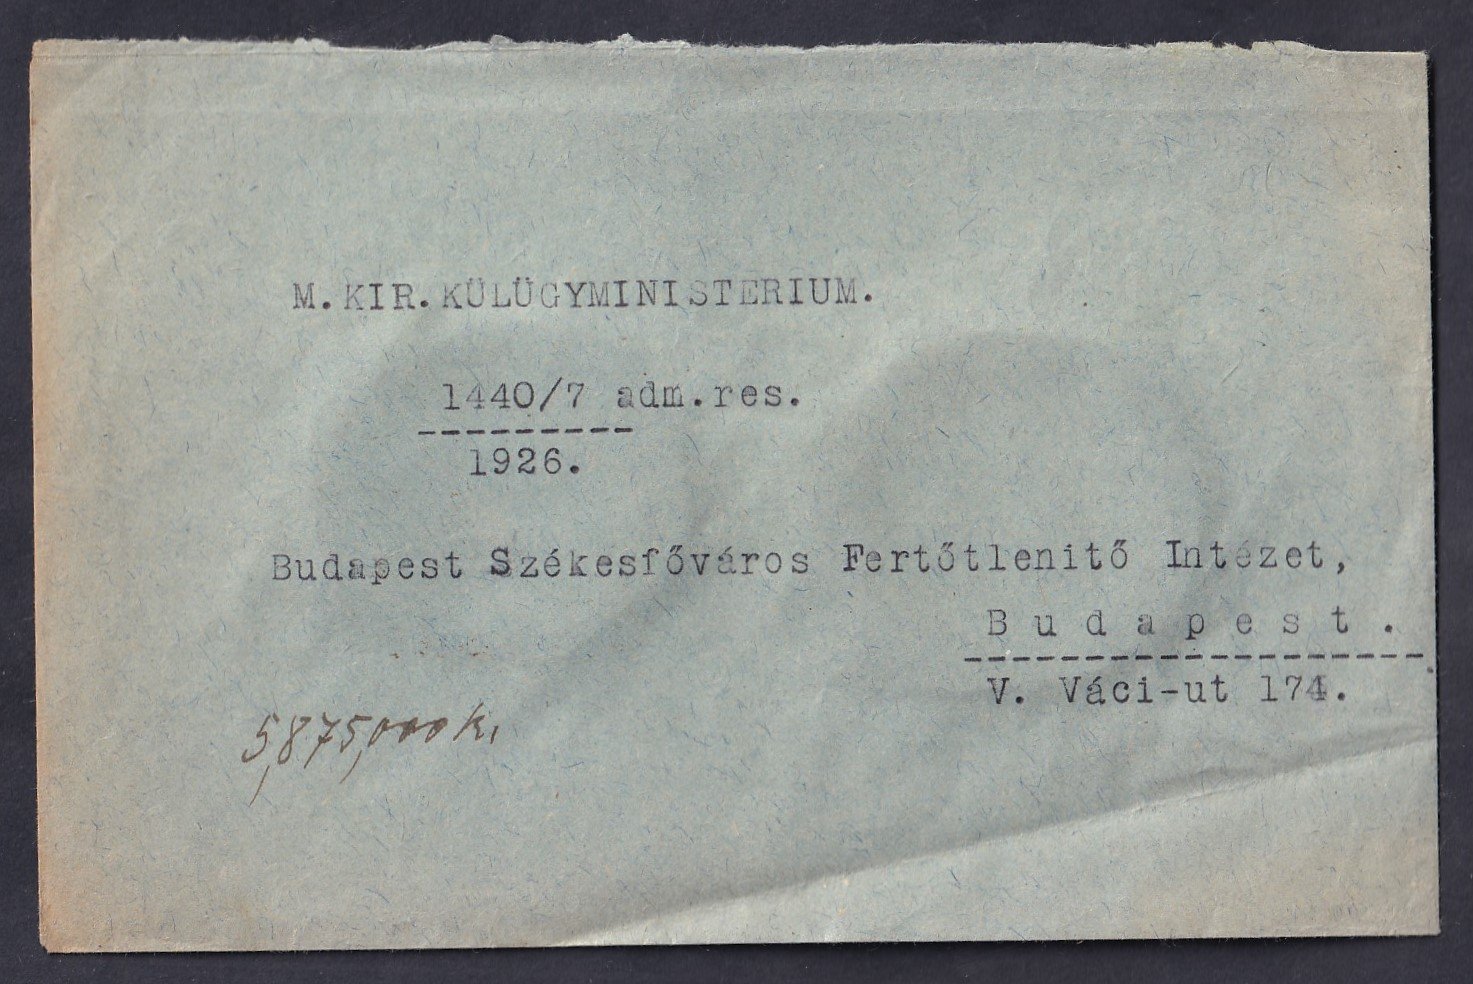 M. KIR. KÜLÜGYMINISTERIUM.
1440/7 adm.res.
---------
1926.
Budapest Székesfőváros Fertőtlenitő Intézet,
B u d a p e s t .
-------------------
V. Váci-ut 174.
5,875,000 K,